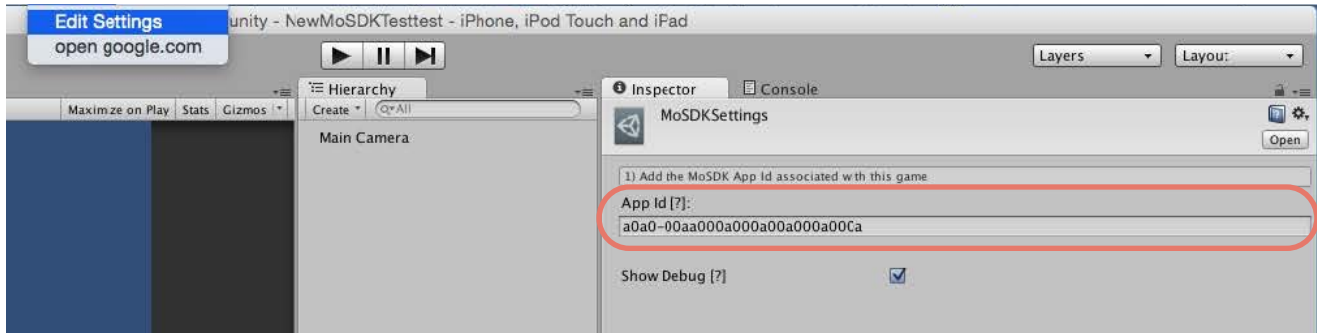 Edit Settings
unity - NewMoSDKTesttest - iPhone, iPod Touch and iPad
open google.com
Layers
Layout
Hierarchy
Inspector
Console
Maximize on Play Stats Gizmos
Create
All
MoSDKSettings
Main Camera
Open
1) Add the MoSDK App Id associated with this game
App Id [?]:
a0a0-00aa000a000a00a000a00Ca
Show Debug [?]